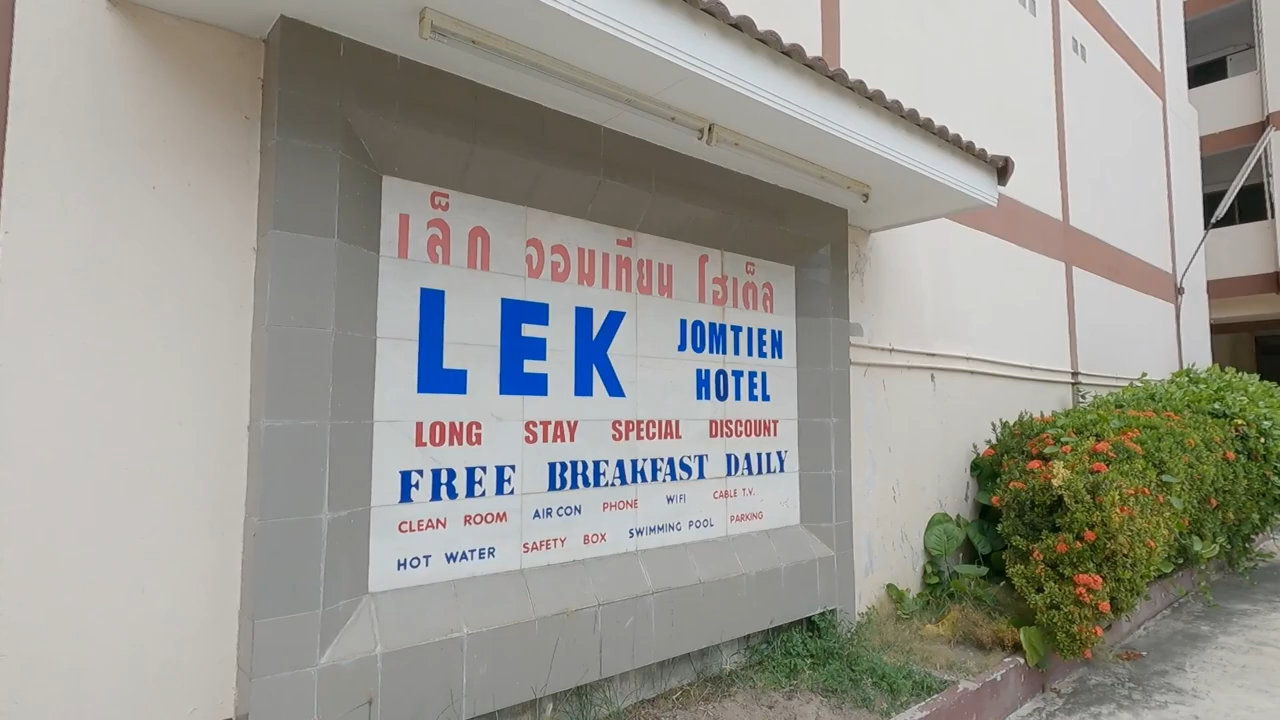 เล็ก จอมเทียน โฮเต็ล
LEK JOMTIEN
HOTEL
LONG STAY SPECIAL DISCOUNT
FREE BREAKFAST DAILY
CLEAN ROOM AIR CON PHONE WIFI CABLE T.V.
HOT WATER SAFETY BOX SWIMMING POOL PARKING